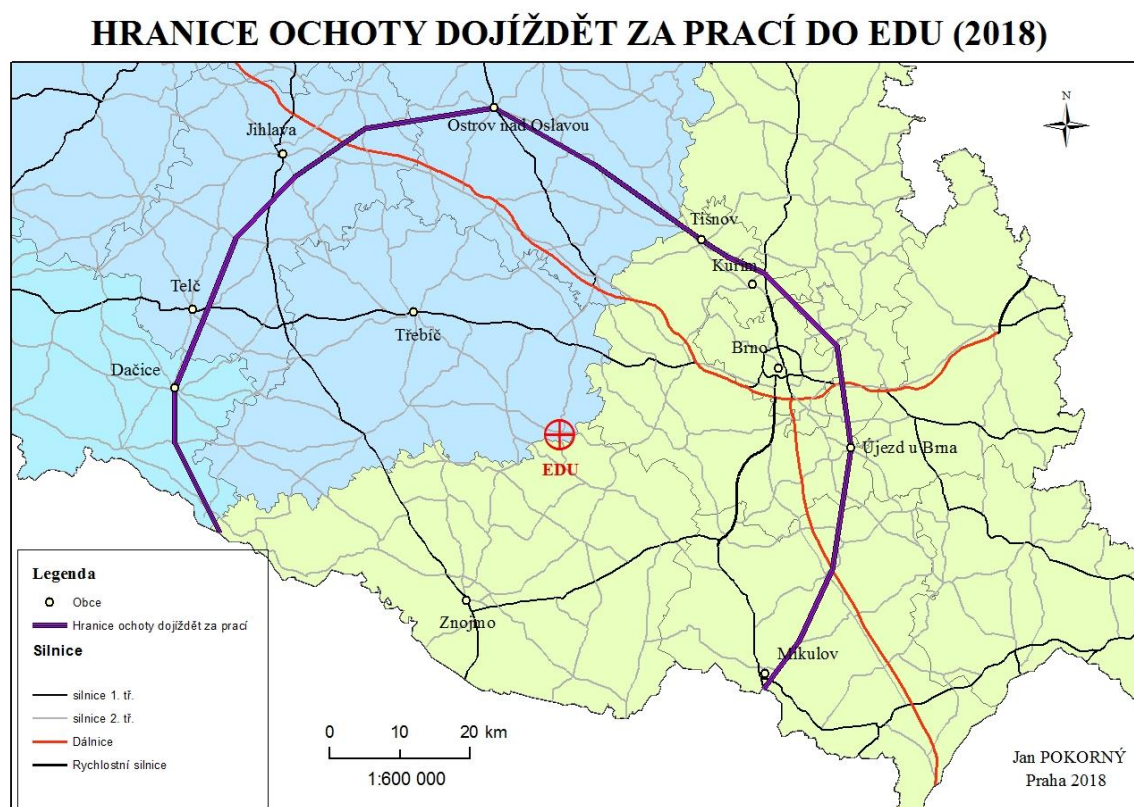 HRANICE OCHOTY DOJÍŽDĚT ZA PRACÍ DO EDU (2018)
N
Ostrov nad Oslavou
Jihlava
Tišnov
Kuřim
Telč
Třebíč
Brno
Dačice
Újezd u Brna
EDU
Znojmo
Mikulov
Legenda
Obce
Hranice ochoty dojíždět za prací
Silnice
silnice 1. tř.
silnice 2. tř.
Dálnice
Rychlostní silnice
0 10 20 km
1:600 000
Jan POKORNÝ
Praha 2018